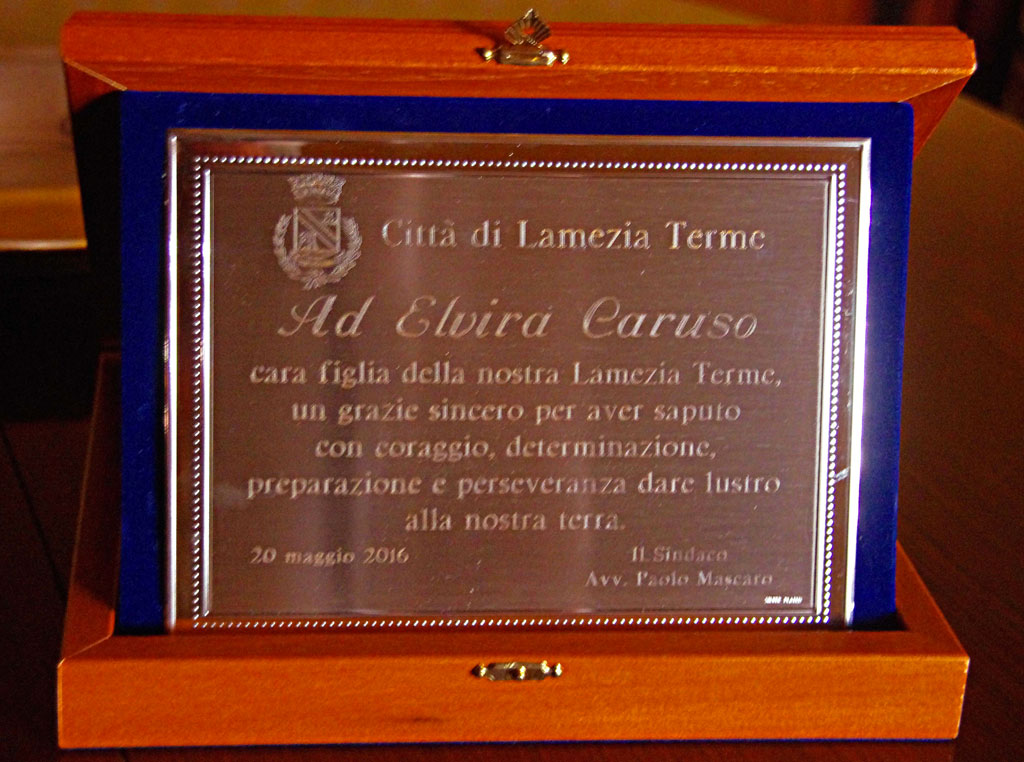 Città di Lamezia Terme
Ad Elvira Caruso
cara figlia della nostra Lamezia Terme,
un grazie sincero per aver saputo
con coraggio, determinazione,
preparazione e perseveranza dare lustro
alla nostra terra.
20 maggio 2016
Il Sindaco
Avv. Paolo Mascaro